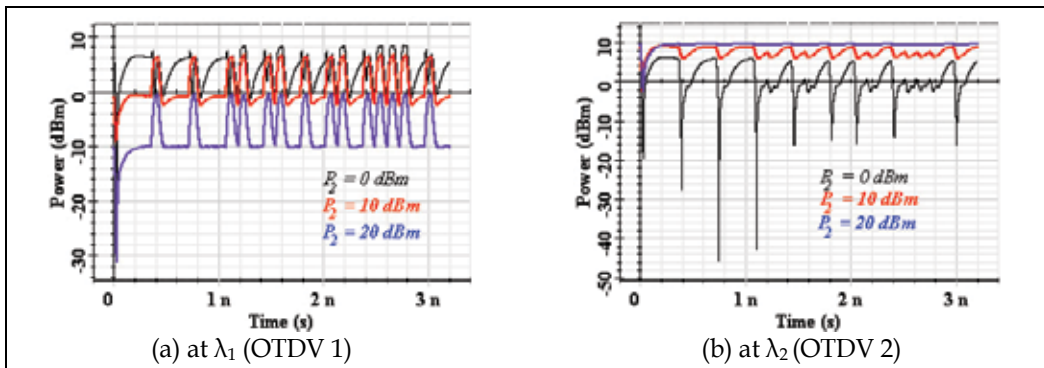 Power (dBm)
10
0
-10
-20
-30
P2 = 0 dBm
P2 = 10 dBm
P2 = 20 dBm
0
1 n
2 n
3 n
Time (s)
(a) at λ1 (OTDV 1)
Power (dBm)
10
0
-10
-20
-30
-40
-50
P2 = 0 dBm
P2 = 10 dBm
P2 = 20 dBm
0
1 n
2 n
3 n
Time (s)
(b) at λ2 (OTDV 2)